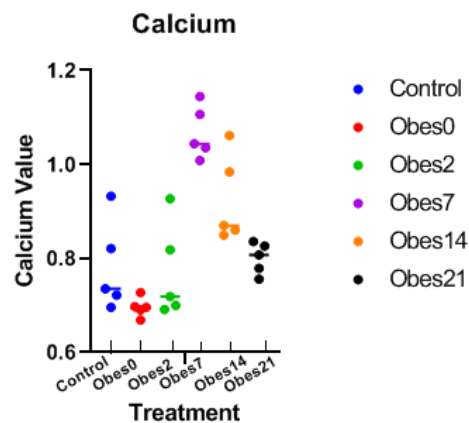 Calcium
1.2
1.0
0.8
0.6
Calcium Value
Control
Obes0
Obes2
Obes7
Obes14
Obes21
Treatment
Control
Obes0
Obes2
Obes7
Obes14
Obes21